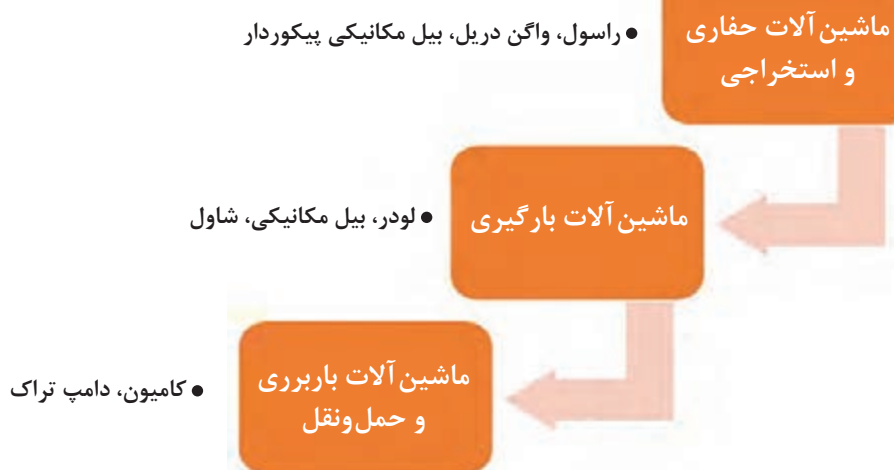 ماشین‌آلات حفاری
و استخراجی
● راسول، واگن دریل، بیل مکانیکی پیکوردار
ماشین‌آلات بارگیری
● لودر، بیل مکانیکی، شاول
ماشین‌آلات باربرری
و حمل‌ونقل
● کامیون، دامپ تراک